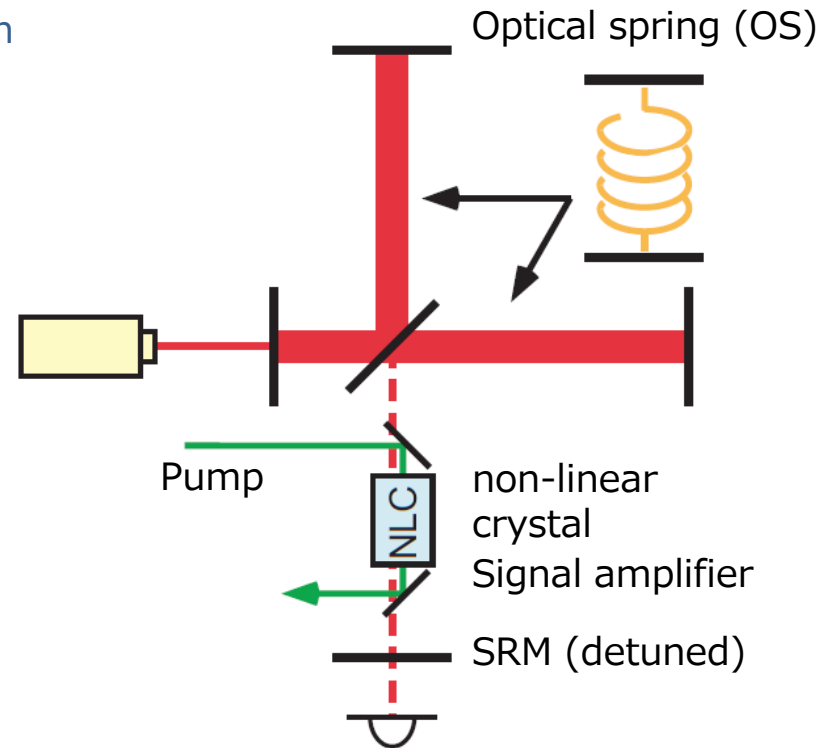 n
Optical spring (OS)
Pump
NLC
non-linear
crystal
Signal amplifier
SRM (detuned)